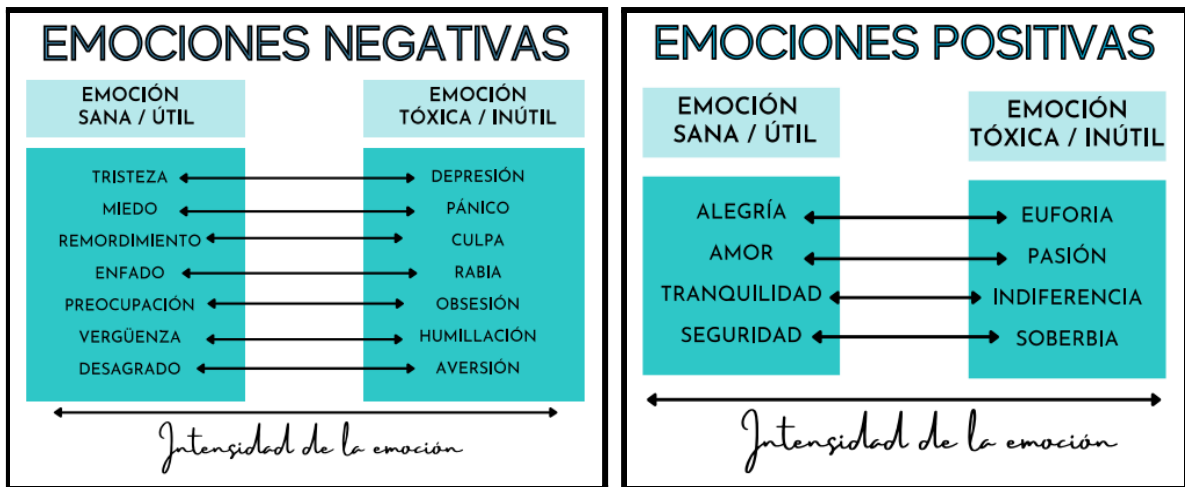 EMOCIONES NEGATIVAS
EMOCIÓN
SANA / ÚTIL
EMOCIÓN
TÓXICA / INÚTIL
TRISTEZA DEPRESIÓN
MIEDO PÁNICO
REMORDIMIENTO CULPA
ENFADO RABIA
PREOCUPACIÓN OBSESIÓN
VERGÜENZA HUMILLACIÓN
DESAGRADO AVERSIÓN
Intensidad de la emoción
EMOCIONES POSITIVAS
EMOCIÓN
SANA / ÚTIL
EMOCIÓN
TÓXICA / INÚTIL
ALEGRÍA EUFORIA
AMOR PASIÓN
TRANQUILIDAD INDIFERENCIA
SEGURIDAD SOBERBIA
Intensidad de la emoción